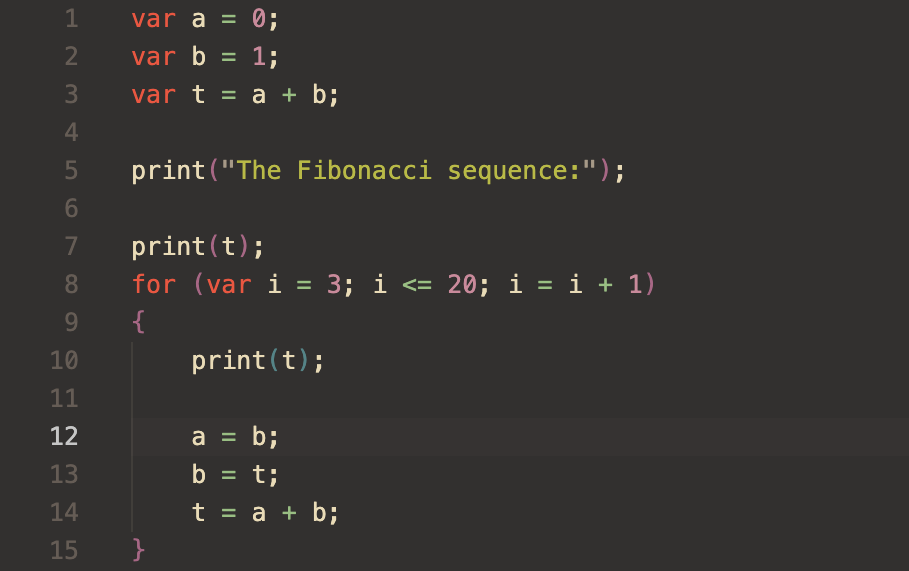 1 var a = 0;
2 var b = 1;
3 var t = a + b;
4
5 print("The Fibonacci sequence:");
6
7 print(t);
8 for (var i = 3; i <= 20; i = i + 1)
9 {
10     print(t);
11
12     a = b;
13     b = t;
14     t = a + b;
15 }